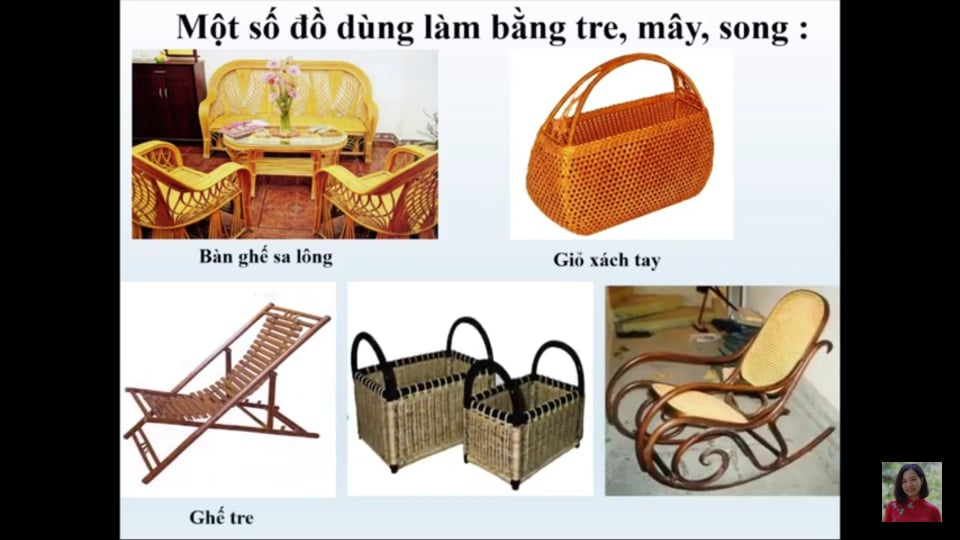 Một số đồ dùng làm bằng tre, mây, song :
Bàn ghế sa lông
Giỏ xách tay
Ghế tre